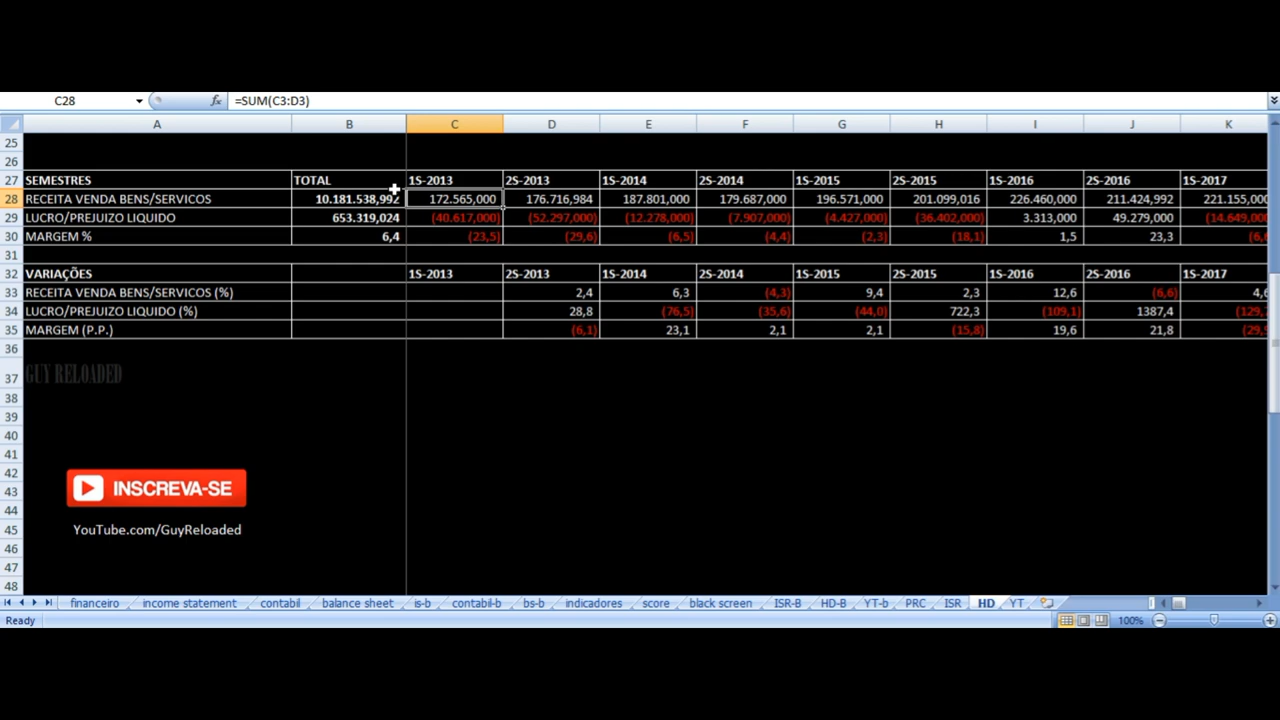 C28 fx =SUM(C3:D3)
A B C D E F G H I J K
25
26
27 SEMESTRES TOTAL 1S-2013 2S-2013 1S-2014 2S-2014 1S-2015 2S-2015 1S-2016 2S-2016 1S-2017
28 RECEITA VENDA BENS/SERVICOS 10.181.538,992 172.565,000 176.716,984 187.801,000 179.687,000 196.571,000 201.099,016 226.460,000 211.424,992 221.155,000
29 LUCRO/PREJUIZO LIQUIDO 653.319,024 (40.617,000) (52.297,000) (12.278,000) (7.907,000) (4.427,000) (36.402,000) 3.313,000 49.279,000 (14.649,000)
30 MARGEM % 6,4 (23,5) (29,6) (6,5) (4,4) (2,3) (18,1) 1,5 23,3 (6,6
31
32 VARIAÇÕES 1S-2013 2S-2013 1S-2014 2S-2014 1S-2015 2S-2015 1S-2016 2S-2016 1S-2017
33 RECEITA VENDA BENS/SERVICOS (%) 2,4 6,3 (4,3) 9,4 2,3 12,6 (6,6) 4,6
34 LUCRO/PREJUIZO LIQUIDO (%) 28,8 (76,5) (35,6) (44,0) 722,3 (109,1) 1387,4 (129,
35 MARGEM (P.P.) (6,1) 23,1 2,1 2,1 (15,8) 19,6 21,8 (29,
36
37 GUY RELOADED
38
39
40
41
42
43 INSCREVA-SE
44
45 YouTube.com/GuyReloaded
46
47
48
financeiro income statement contabil balance sheet is-b contabil-b bs-b indicadores score black screen ISR-B HD-B YT-b PRC ISR HD YT
Ready 100%